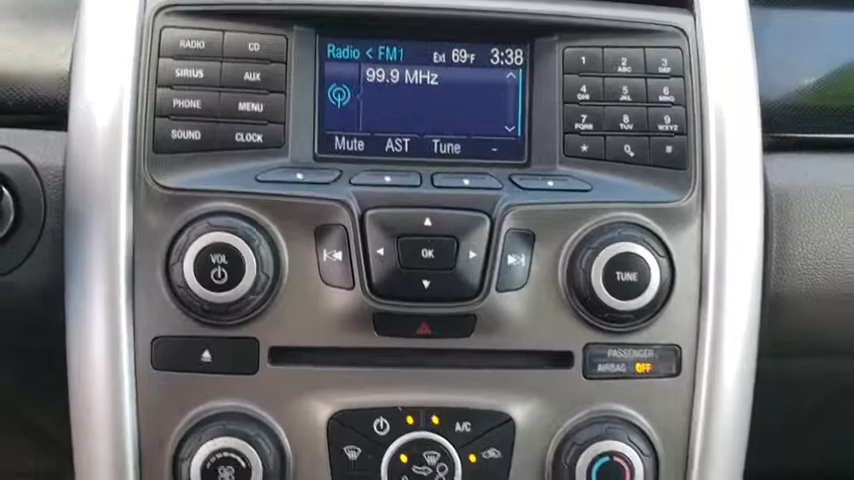 RADIO CD
SIRIUS AUX
PHONE MENU
SOUND CLOCK
Radio < FM1 Ext 69°F 3:38
99.9 MHz
Mute AST Tune -
1 2 ABC 3 DEF
4 GHI 5 JKL 6 MNO
7 PQRS 8 TUV 9 WXYZ
* 0 #
VOL
OK
TUNE
PASSENGER
AIRBAG OFF
A/C